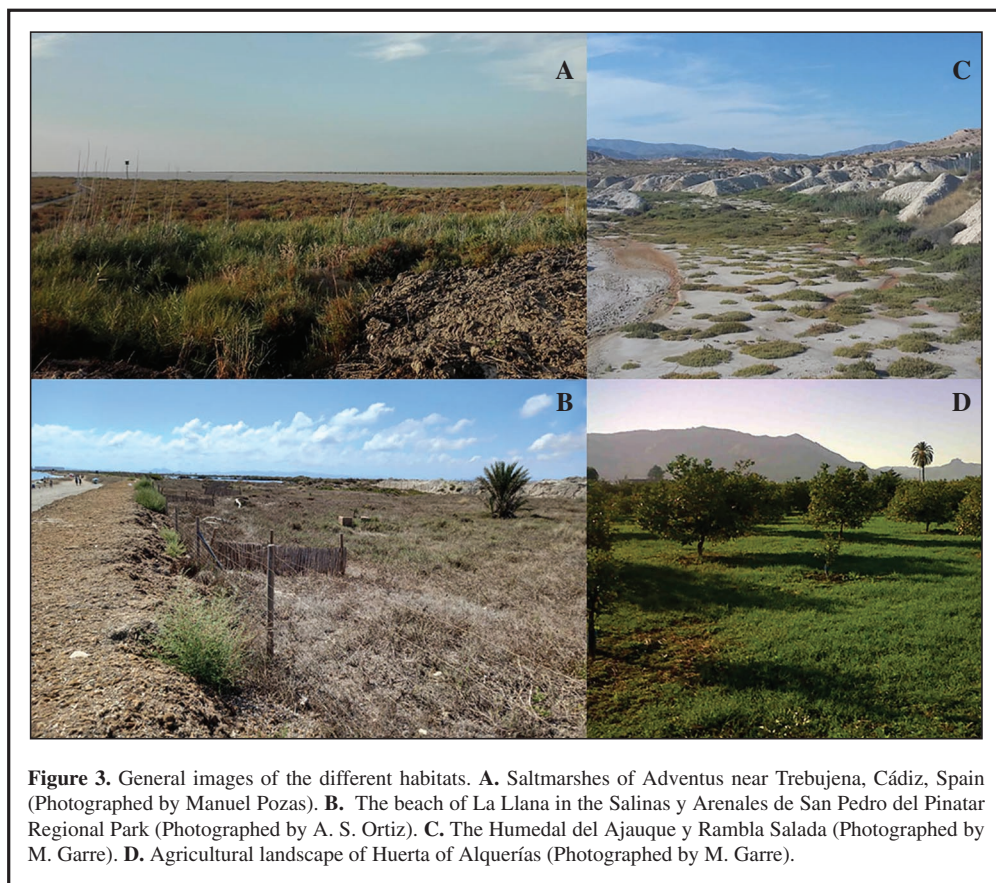 A
C
B
D
Figure 3. General images of the different habitats. A. Saltmarshes of Adventus near Trebujena, Cádiz, Spain
(Photographed by Manuel Pozas). B. The beach of La Llana in the Salinas y Arenales de San Pedro del Pinatar
Regional Park (Photographed by A. S. Ortiz). C. The Humedal del Ajauque y Rambla Salada (Photographed by
M. Garre). D. Agricultural landscape of Huerta of Alquerías (Photographed by M. Garre).